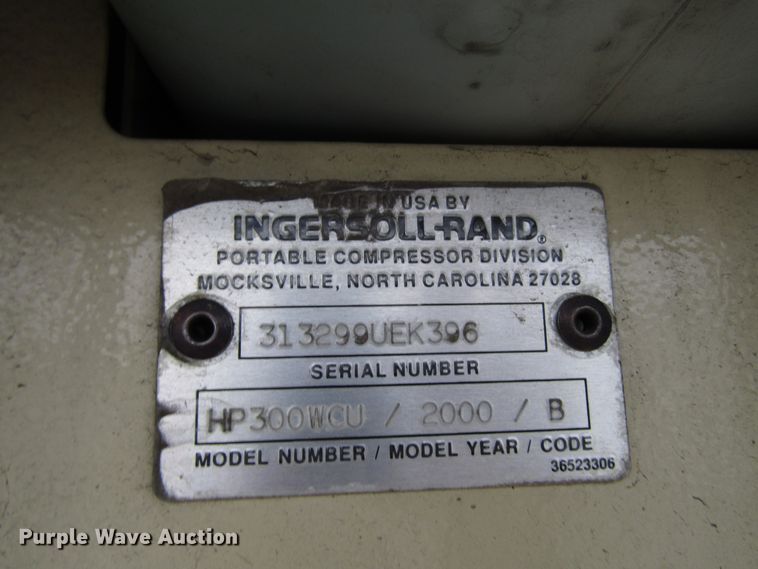 MADE IN USA BY
INGERSOLL-RAND®
PORTABLE COMPRESSOR DIVISION
MOCKSVILLE, NORTH CAROLINA 27028
313299UEK396
SERIAL NUMBER
HP300WCU / 2000 / B
MODEL NUMBER / MODEL YEAR / CODE
36523306
Purple Wave Auction